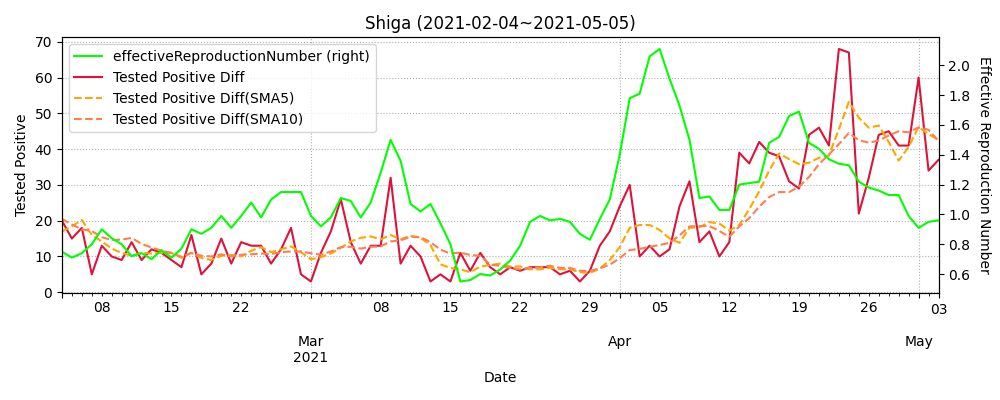 Shiga (2021-02-04~2021-05-05)
effectiveReproductionNumber (right)
Tested Positive Diff
Tested Positive Diff(SMA5)
Tested Positive Diff(SMA10)
Tested Positive
70
60
50
40
30
20
10
0
2.0
1.8
1.6
1.4
1.2
1.0
0.8
0.6
Effective Reproduction Number
08 15 22 08 15 22 29 05 12 19 26 03
Mar Apr May
2021
Date